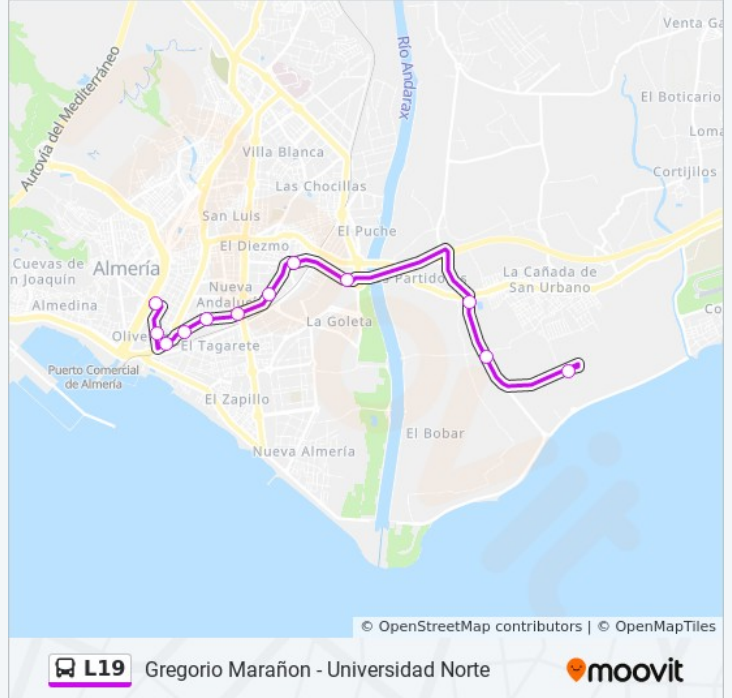 Venta Ga
Río Andarax
Autovía del Mediterráneo
El Boticario
Loma
Villa Blanca
Cortijillos
Las Chocillas
San Luis
El Puche
El Diezmo
Cuevas de
n Joaquín
Almería
Partido
La Cañada de
San Urbano
Nueva
Andalu
Almedina
Co
La Goleta
Olive
El Tagarete
Puerto Comercial
de Almería
El Zapillo
El Bobar
Nueva Almería
© OpenStreetMap contributors | © OpenMapTiles
L19 Gregorio Marañon - Universidad Norte
moovit